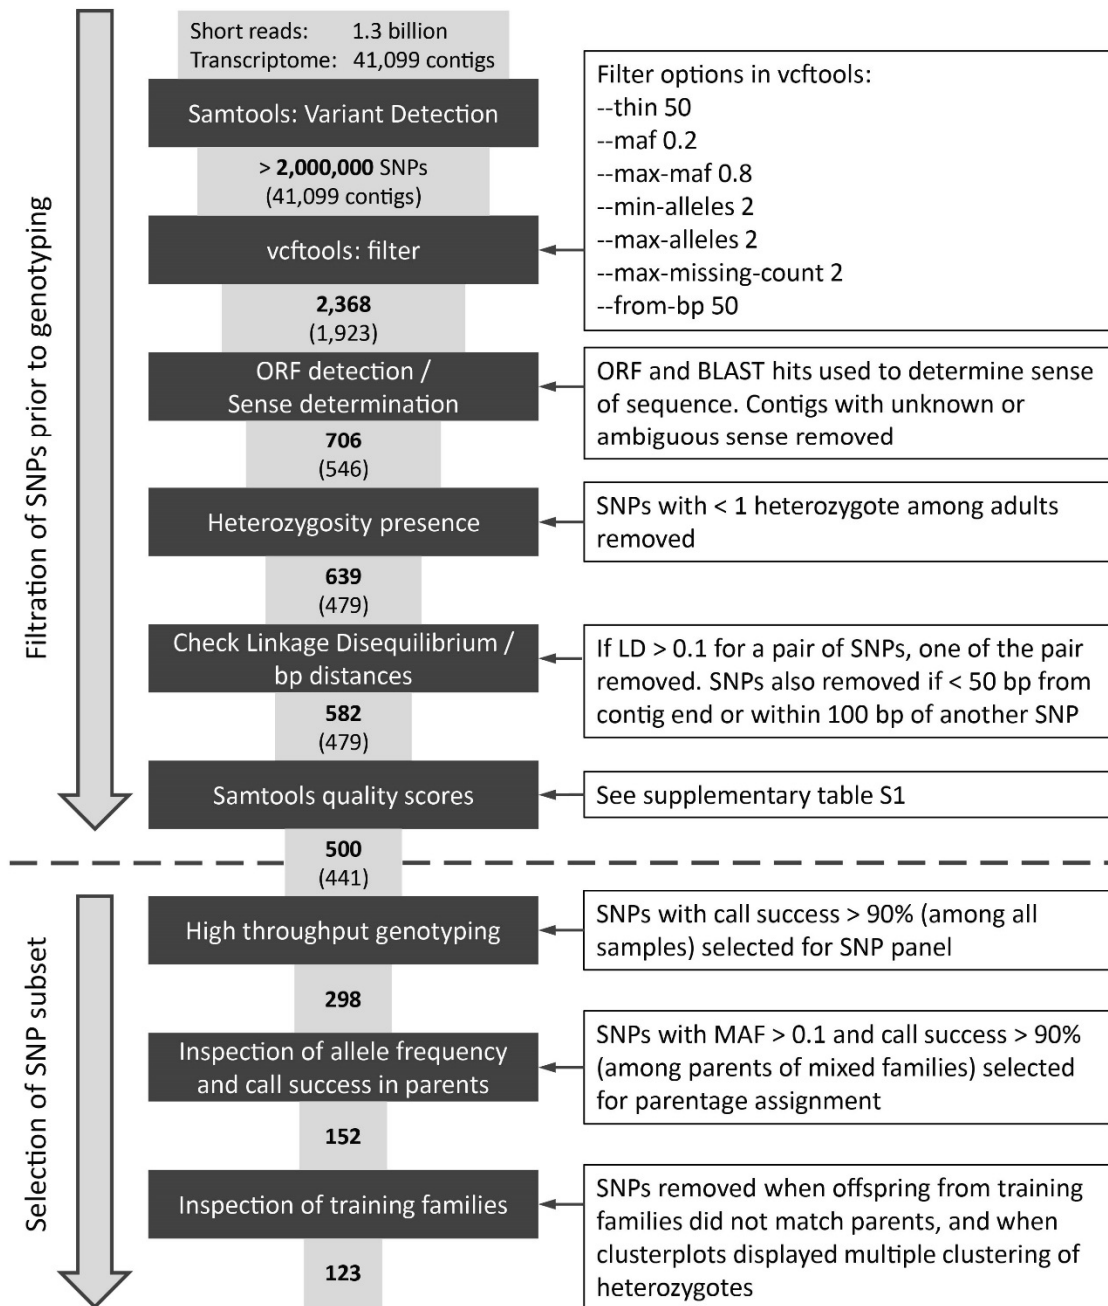 Short reads: 1.3 billion
Transcriptome: 41,099 contigs
Samtools: Variant Detection
> 2,000,000 SNPs
(41,099 contigs)
vcftools: filter
Filter options in vcftools:
--thin 50
--maf 0.2
--max-maf 0.8
--min-alleles 2
--max-alleles 2
--max-missing-count 2
--from-bp 50
2,368
(1,923)
ORF detection /
Sense determination
ORF and BLAST hits used to determine sense
of sequence. Contigs with unknown or
ambiguous sense removed
706
(546)
Heterozygosity presence
SNPs with < 1 heterozygote among adults
removed
639
(479)
Check Linkage Disequilibrium /
bp distances
If LD > 0.1 for a pair of SNPs, one of the pair
removed. SNPs also removed if < 50 bp from
contig end or within 100 bp of another SNP
582
(479)
Samtools quality scores
See supplementary table S1
Filtration of SNPs prior to genotyping
500
(441)
High throughput genotyping
SNPs with call success > 90% (among all
samples) selected for SNP panel
298
Inspection of allele frequency
and call success in parents
SNPs with MAF > 0.1 and call success > 90%
(among parents of mixed families) selected
for parentage assignment
152
Inspection of training families
SNPs removed when offspring from training
families did not match parents, and when
clusterplots displayed multiple clustering of
heterozygotes
123
Selection of SNP subset